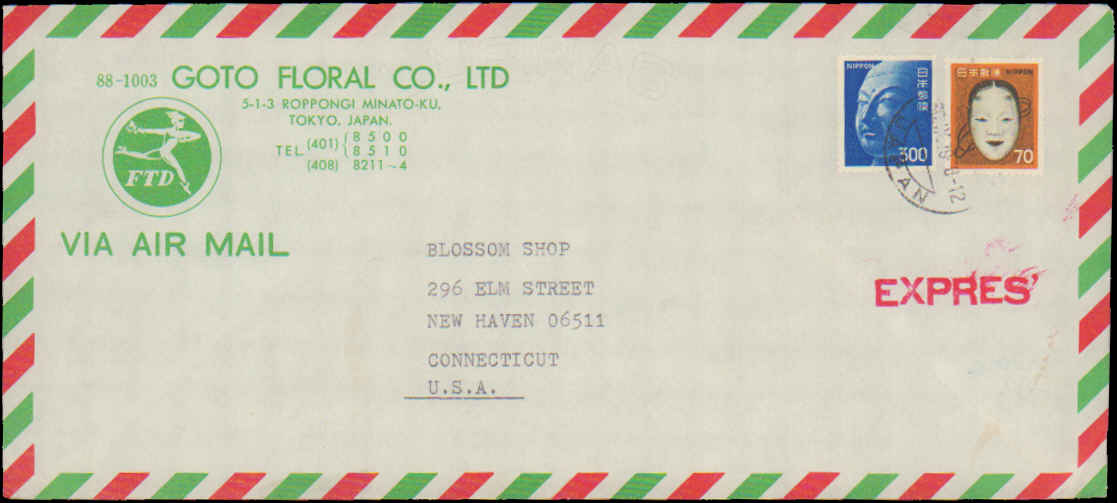 88-1003 GOTO FLORAL CO., LTD
5-1-3 ROPPONGI MINATO-KU,
TOKYO, JAPAN.
TEL. (401) { 8500
8510
(408) 8211~4
FTD
VIA AIR MAIL
NIPPON
日本郵便
300
日本郵便 NIPPON
70
8-12
BLOSSOM SHOP
296 ELM STREET
NEW HAVEN 06511
CONNECTICUT
U.S.A.
EXPRES'